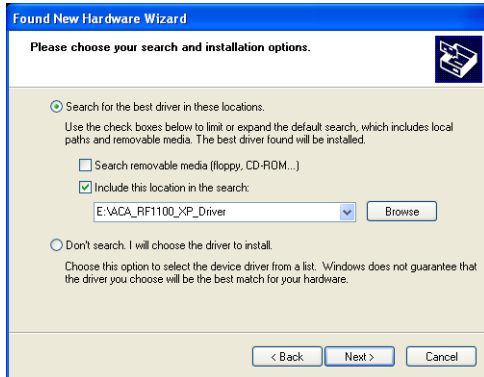 Found New Hardware Wizard
Please choose your search and installation options.
Search for the best driver in these locations.
Use the check boxes below to limit or expand the default search, which includes local
paths and removable media. The best driver found will be installed.
Search removable media (floppy, CD-ROM...)
Include this location in the search:
E:\ACA_RF1100_XP_Driver
Browse
Don't search. I will choose the driver to install.
Choose this option to select the device driver from a list. Windows does not guarantee that
the driver you choose will be the best match for your hardware.
< Back
Next >
Cancel